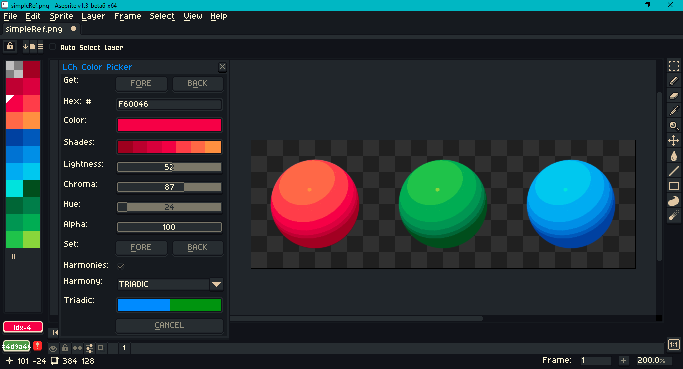 simpleRef.png - Aseprite v1.3-beta5-x64
File Edit Sprite Layer Frame Select View Help
simpleRef.png
Auto Select Layer
LCh Color Picker
Get: FORE BACK
Hex: # F60046
Color:
Shades:
Lightness: 52
Chroma: 87
Hue: 24
Alpha: 100
Set: FORE BACK
Harmonies:
Harmony: TRIADIC
Triadic:
CANCEL
Idx-4
1
1:1
101 -24 384 128
Frame: 1 + 200.0%